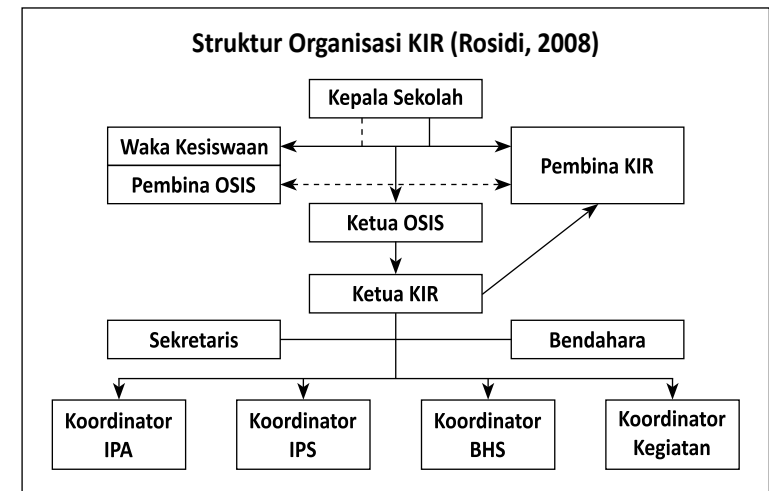 Struktur Organisasi KIR (Rosidi, 2008)
Kepala Sekolah
Waka Kesiswaan
Pembina OSIS
Pembina KIR
Ketua OSIS
Ketua KIR
Sekretaris
Bendahara
Koordinator
IPA
Koordinator
IPS
Koordinator
BHS
Koordinator
Kegiatan